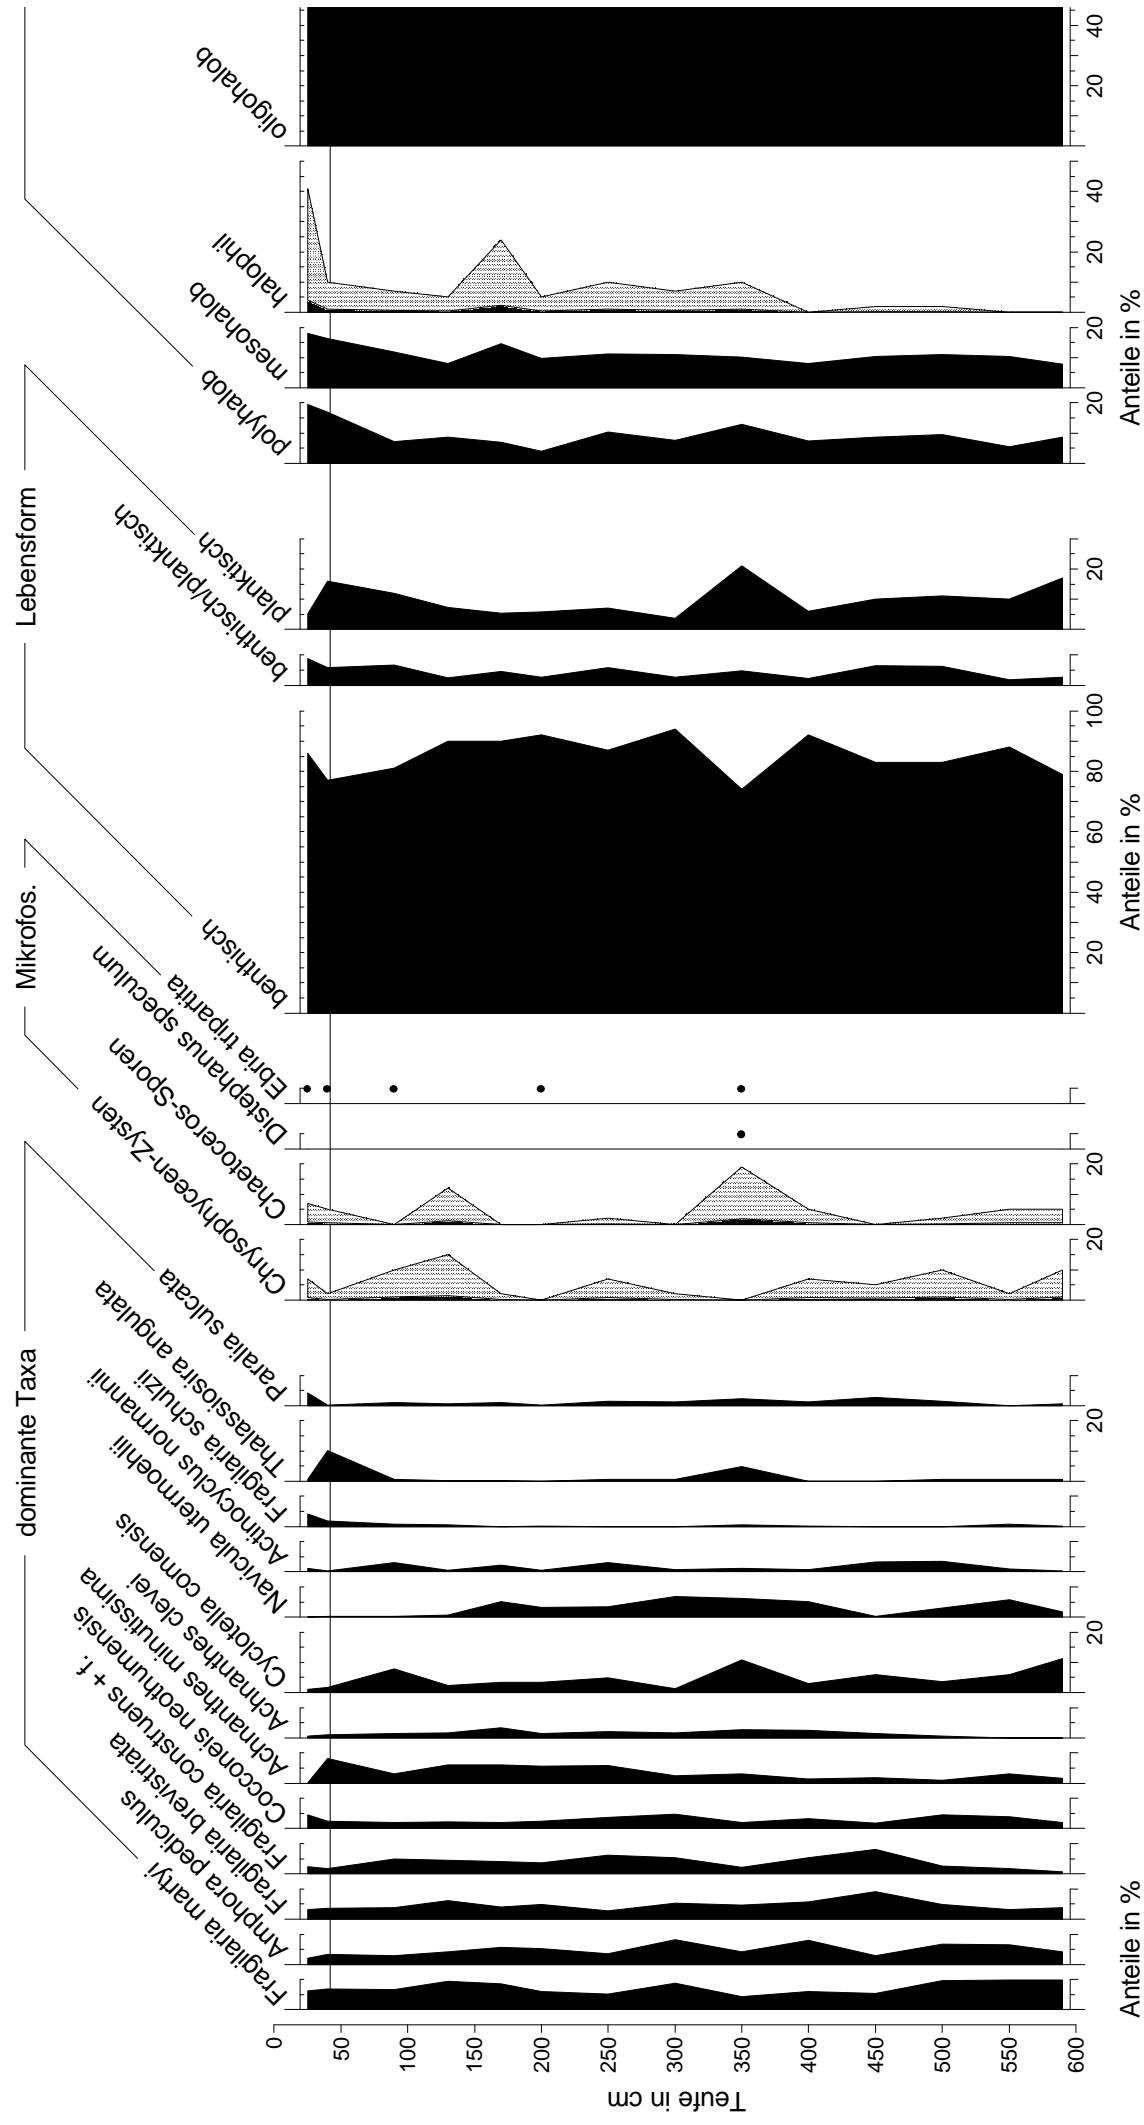 dominante Taxa
Mikrofos.
Lebensform
Fragilaria martyi
Amphora pediculus
Fragilaria brevistriata
Fragilaria construens + f.
Cocconeis neothumensis
Achnanthes minutissima
Achnanthes clevei
Cyclotella comensis
Navicula utermoehlii
Actinocyclus normannii
Fragilaria schulzii
Thalassiosira angulata
Paralia sulcata
Chrysophyceen-Zysten
Chaetoceros-Sporen
Distephanus speculum
Ebria tripartita
benthisch
benthisch/planktisch
planktisch
polyhalob
mesohalob
halophil
oligohalob
Teufe in cm
0
50
100
150
200
250
300
350
400
450
500
550
600
20
20
20
20
20 40 60 80 100
20
20
20
20 40
20 40
Anteile in %
Anteile in %
Anteile in %